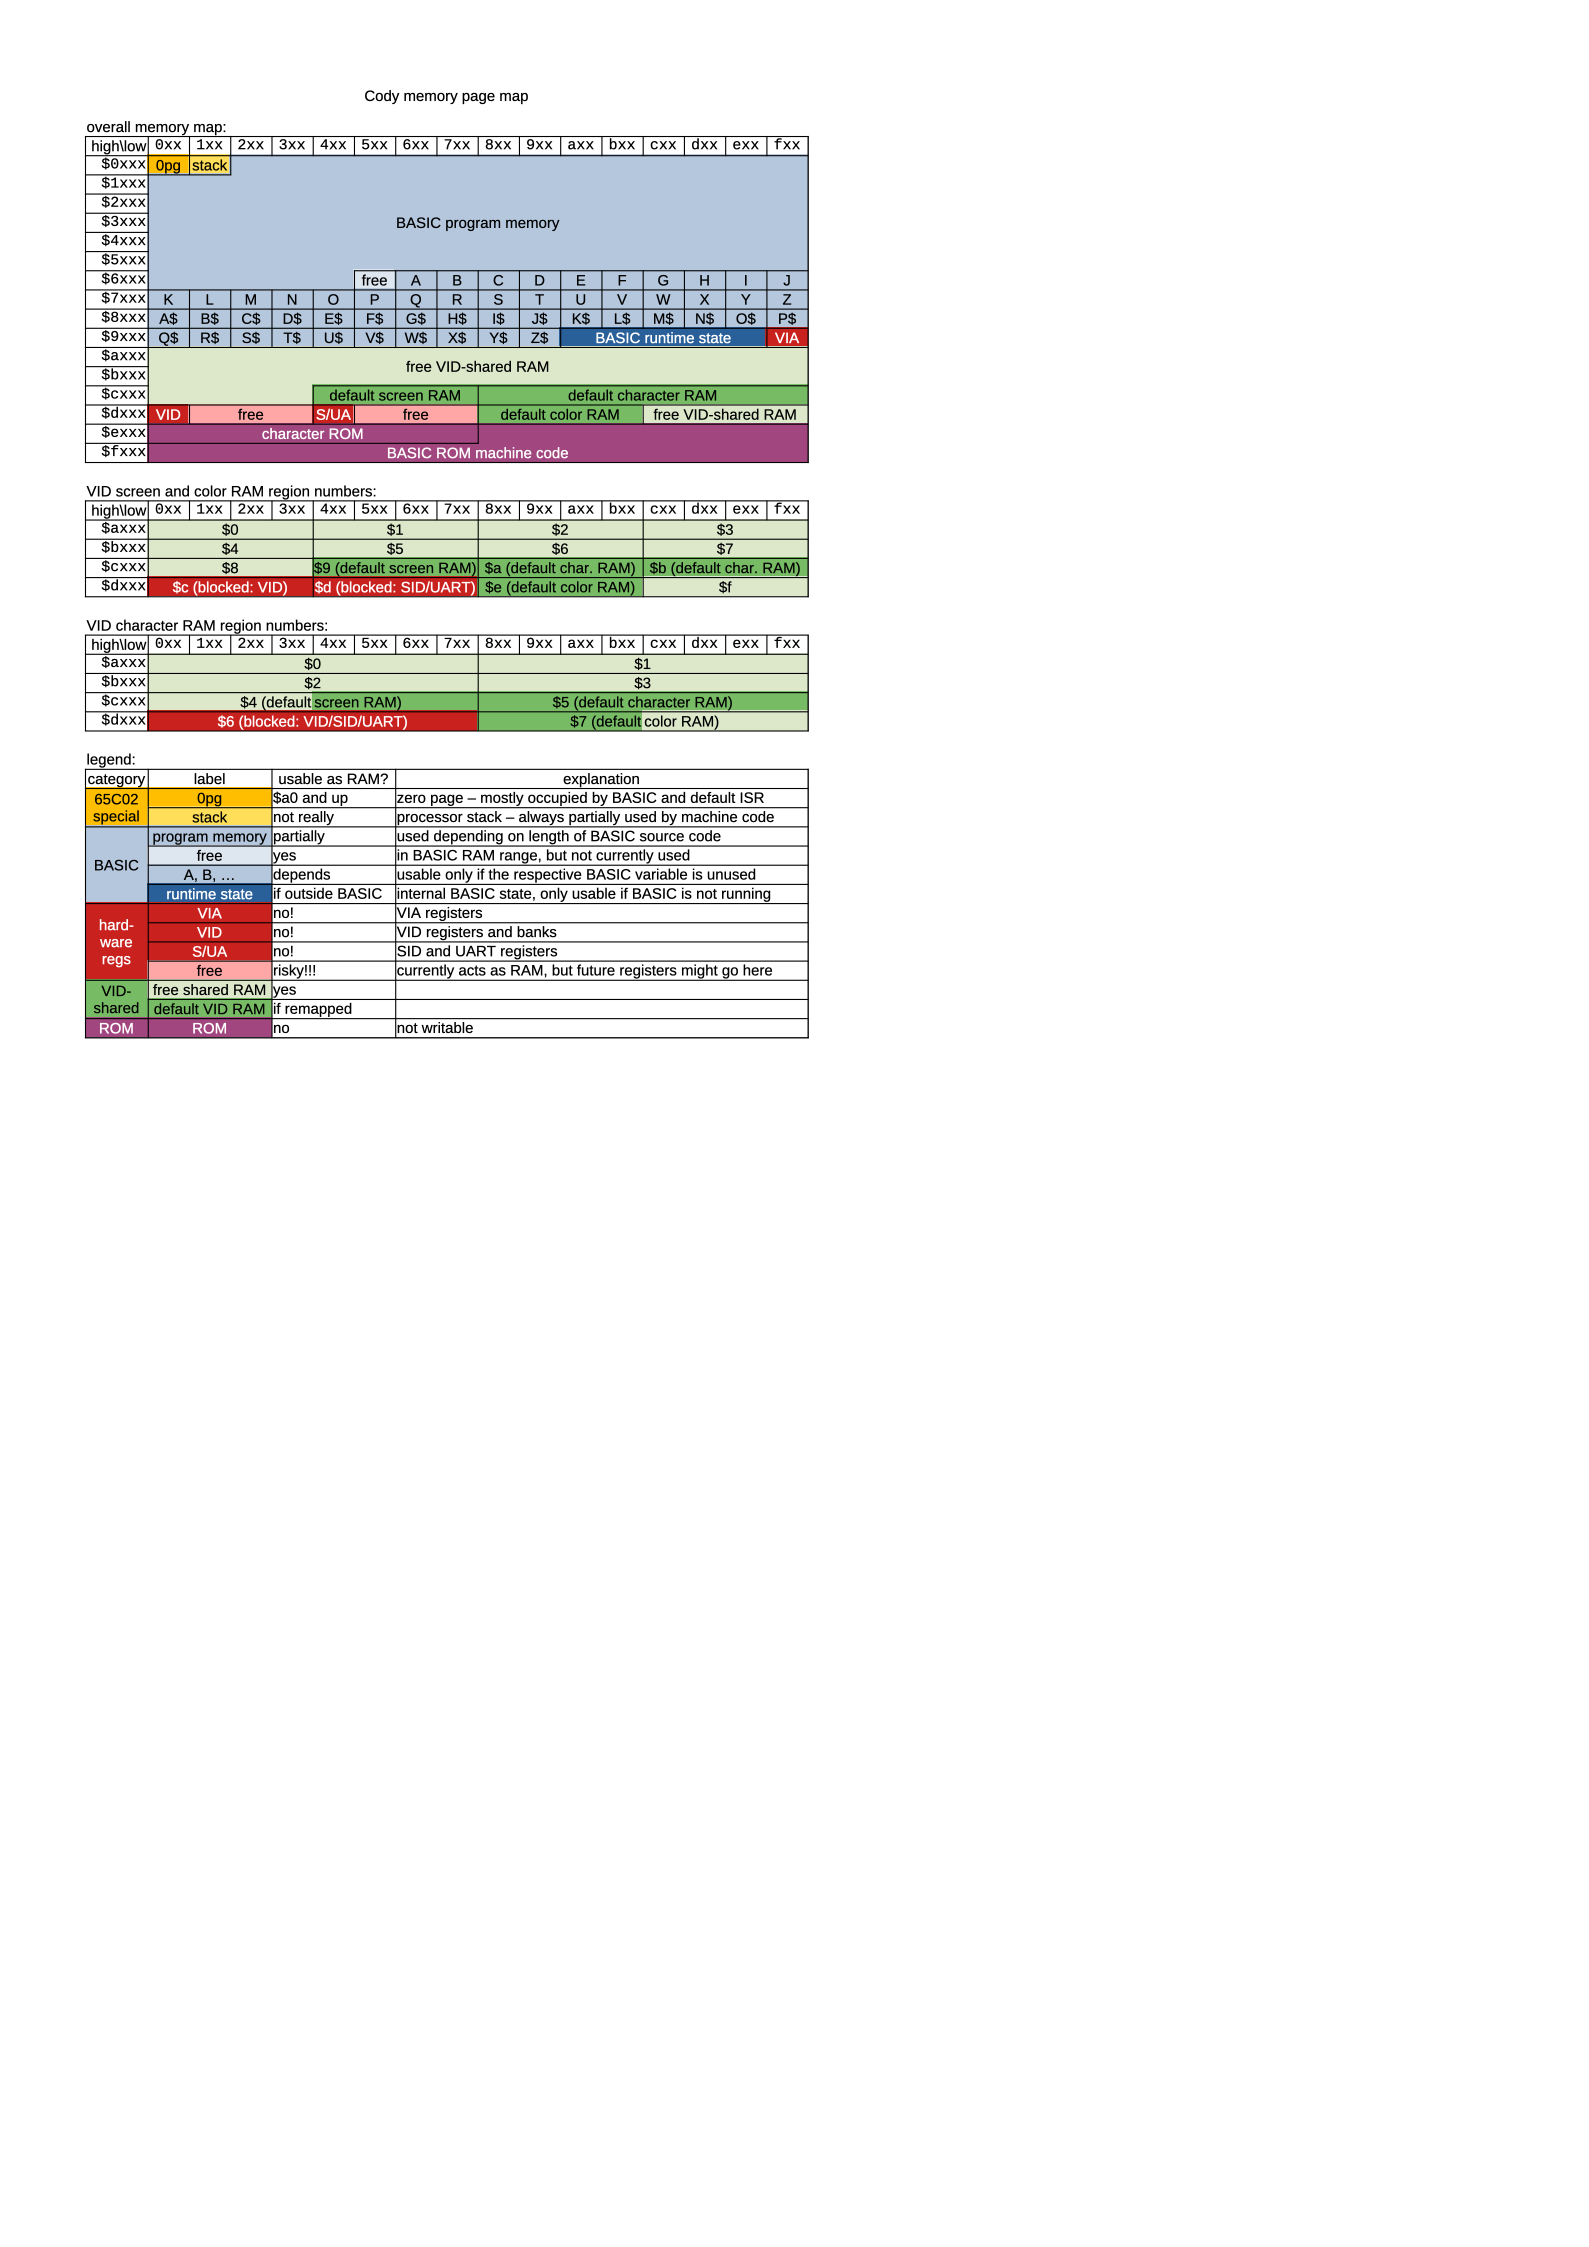 Cody memory page map
overall memory map:
high\low 0xx 1xx 2xx 3xx 4xx 5xx 6xx 7xx 8xx 9xx axx bxx cxx dxx exx fxx
$0xxx 0pg stack
$1xxx
$2xxx
$3xxx BASIC program memory
$4xxx
$5xxx
$6xxx free A B C D E F G H I J
$7xxx K L M N O P Q R S T U V W X Y Z
$8xxx A$ B$ C$ D$ E$ F$ G$ H$ I$ J$ K$ L$ M$ N$ O$ P$
$9xxx Q$ R$ S$ T$ U$ V$ W$ X$ Y$ Z$ BASIC runtime state VIA
$axxx
free VID-shared RAM
$bxxx
$cxxx default screen RAM default character RAM
$dxxx VID free S/UA free default color RAM free VID-shared RAM
$exxx character ROM
$fxxx BASIC ROM machine code
VID screen and color RAM region numbers:
high\low 0xx 1xx 2xx 3xx 4xx 5xx 6xx 7xx 8xx 9xx axx bxx cxx dxx exx fxx
$axxx $0 $1 $2 $3
$bxxx $4 $5 $6 $7
$cxxx $8 $9 (default screen RAM) $a (default char. RAM) $b (default char. RAM)
$dxxx $c (blocked: VID) $d (blocked: SID/UART) $e (default color RAM) $f
VID character RAM region numbers:
high\low 0xx 1xx 2xx 3xx 4xx 5xx 6xx 7xx 8xx 9xx axx bxx cxx dxx exx fxx
$axxx $0 $1
$bxxx $2 $3
$cxxx $4 (default screen RAM) $5 (default character RAM)
$dxxx $6 (blocked: VID/SID/UART) $7 (default color RAM)
legend:
category label usable as RAM? explanation
65C02 special 0pg $a0 and up zero page – mostly occupied by BASIC and default ISR
stack not really processor stack – always partially used by machine code
BASIC program memory partially used depending on length of BASIC source code
free yes in BASIC RAM range, but not currently used
A, B, … depends usable only if the respective BASIC variable is unused
runtime state if outside BASIC internal BASIC state, only usable if BASIC is not running
hard-
ware
regs
VIA no! VIA registers
VID no! VID registers and banks
S/UA no! SID and UART registers
free risky!!! currently acts as RAM, but future registers might go here
VID-
shared
free shared RAM yes
default VID RAM if remapped
ROM ROM no not writable